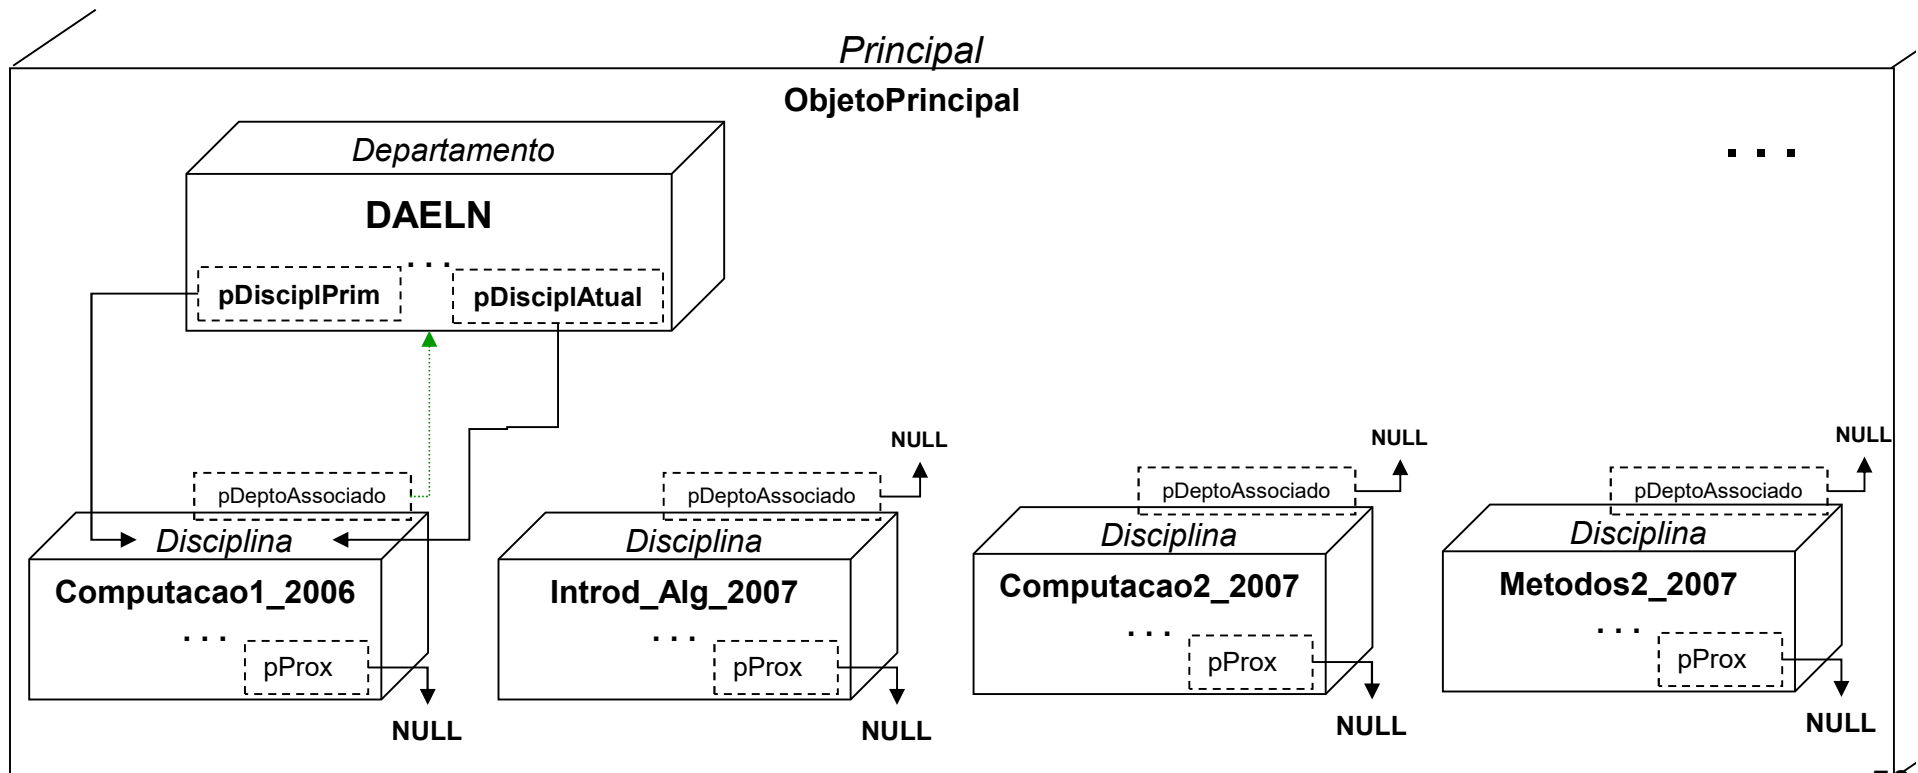 Principal
ObjetoPrincipal
Departamento
. . .
DAELN
. . .
pDisciplPrim
pDisciplAtual
NULL
NULL
NULL
pDeptoAssociado
pDeptoAssociado
pDeptoAssociado
pDeptoAssociado
Disciplina
Disciplina
Disciplina
Disciplina
Computacao1_2006
Introd_Alg_2007
Computacao2_2007
Metodos2_2007
. . .
. . .
. . .
. . .
pProx
pProx
pProx
pProx
NULL
NULL
NULL
NULL